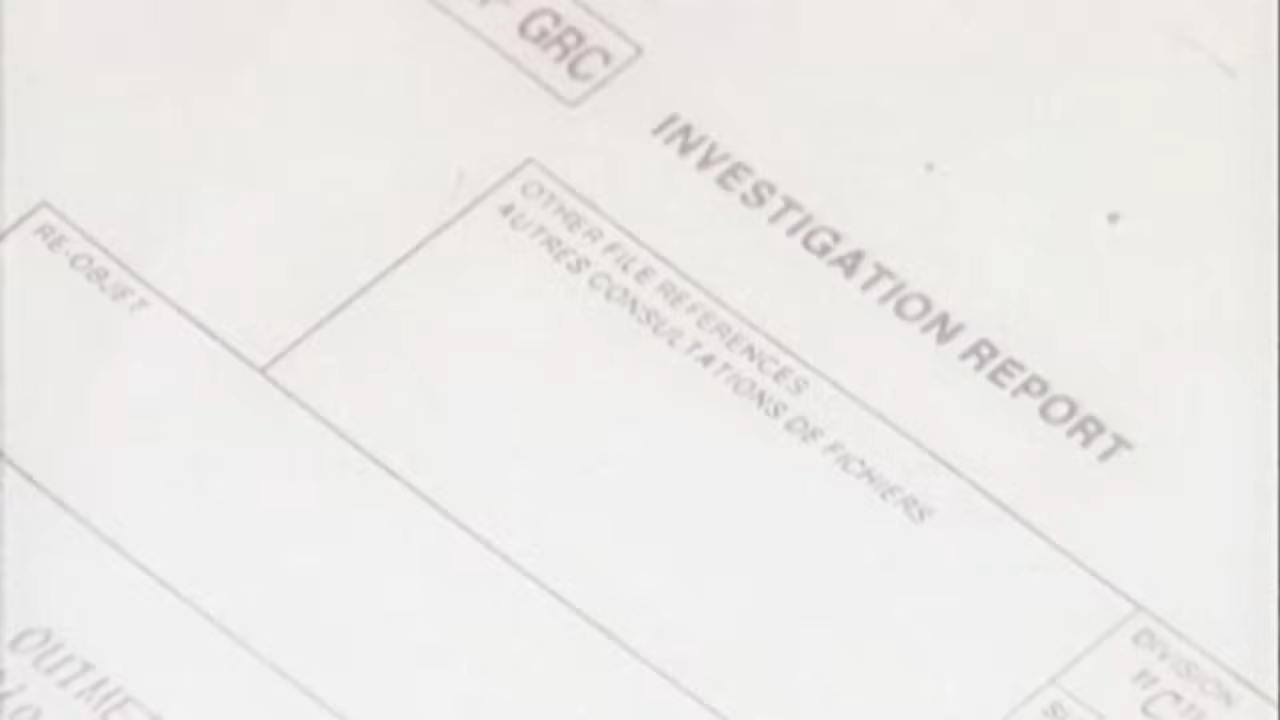 GRC
INVESTIGATION REPORT
OTHER FILE REFERENCES
AUTRES CONSULTATIONS DE FICHIERS
RE-OBJET
DIVISION
"C"